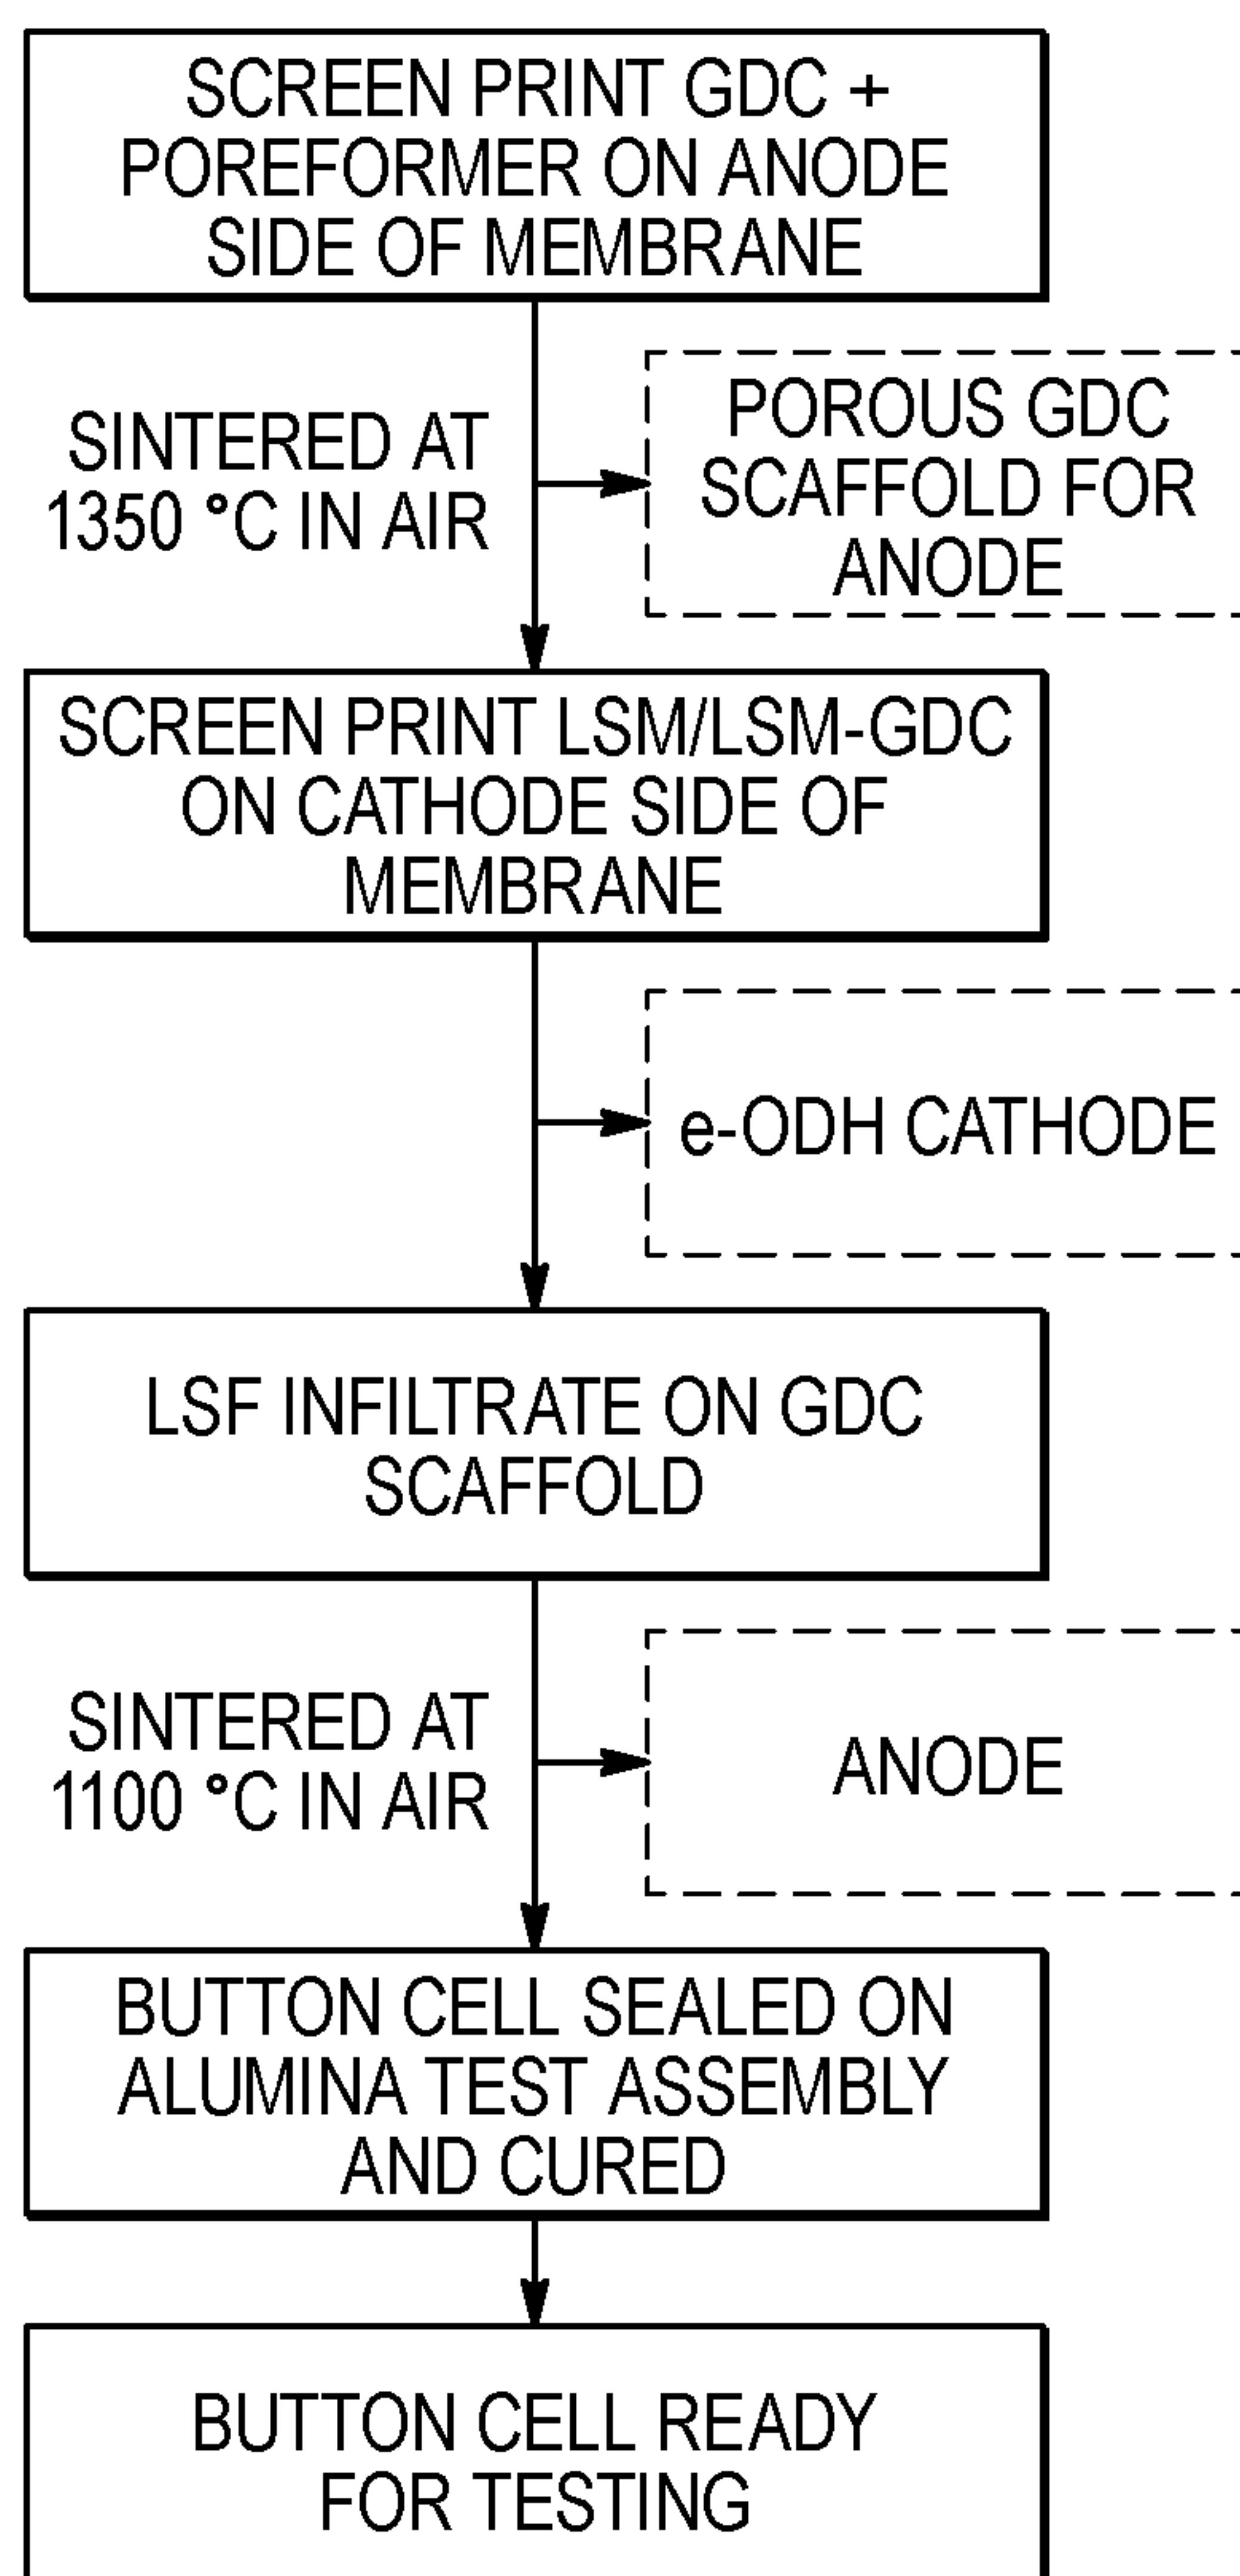 SCREEN PRINT GDC +
POREFORMER ON ANODE
SIDE OF MEMBRANE
SINTERED AT
1350 °C IN AIR
POROUS GDC
SCAFFOLD FOR
ANODE
SCREEN PRINT LSM/LSM-GDC
ON CATHODE SIDE OF
MEMBRANE
e-ODH CATHODE
LSF INFILTRATE ON GDC
SCAFFOLD
SINTERED AT
1100 °C IN AIR
ANODE
BUTTON CELL SEALED ON
ALUMINA TEST ASSEMBLY
AND CURED
BUTTON CELL READY
FOR TESTING